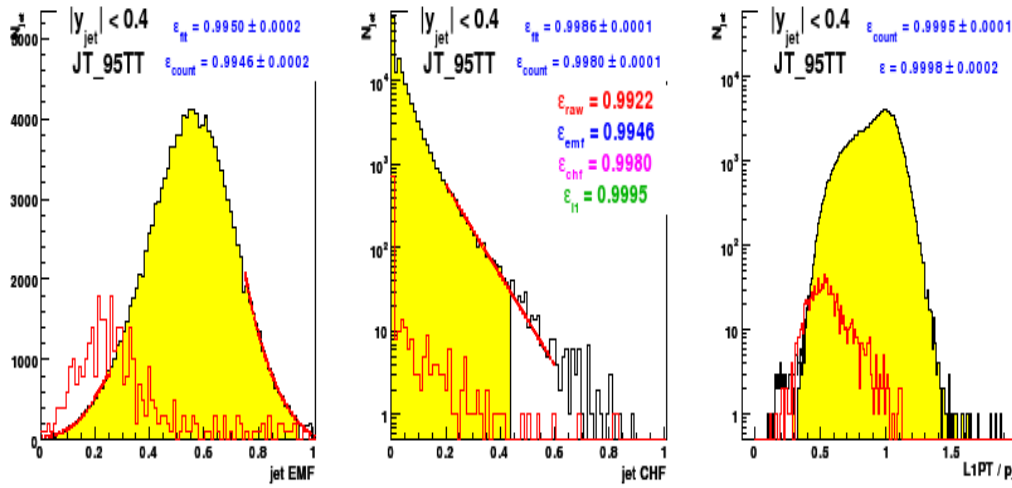 |y_jet| < 0.4
JT_95TT
ε_fit = 0.9950 ± 0.0002
ε_count = 0.9946 ± 0.0002
5000
4000
3000
2000
1000
0
0 0.2 0.4 0.6 0.8 1
jet EMF
|y_jet| < 0.4
JT_95TT
ε_fit = 0.9986 ± 0.0001
ε_count = 0.9980 ± 0.0001
ε_raw = 0.9922
ε_emf = 0.9946
ε_chf = 0.9980
ε_l1 = 0.9995
10^4
10^3
10^2
10
1
0 0.2 0.4 0.6 0.8 1
jet CHF
|y_jet| < 0.4
JT_95TT
ε_count = 0.9995 ± 0.0001
ε = 0.9998 ± 0.0002
10^4
10^3
10^2
10
1
0 0.5 1 1.5
L1PT / p